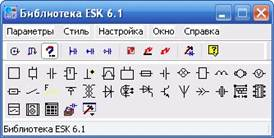 Библиотека ESK 6.1
Параметры Стиль Настройка Окно Справка
Библиотека ESK 6.1